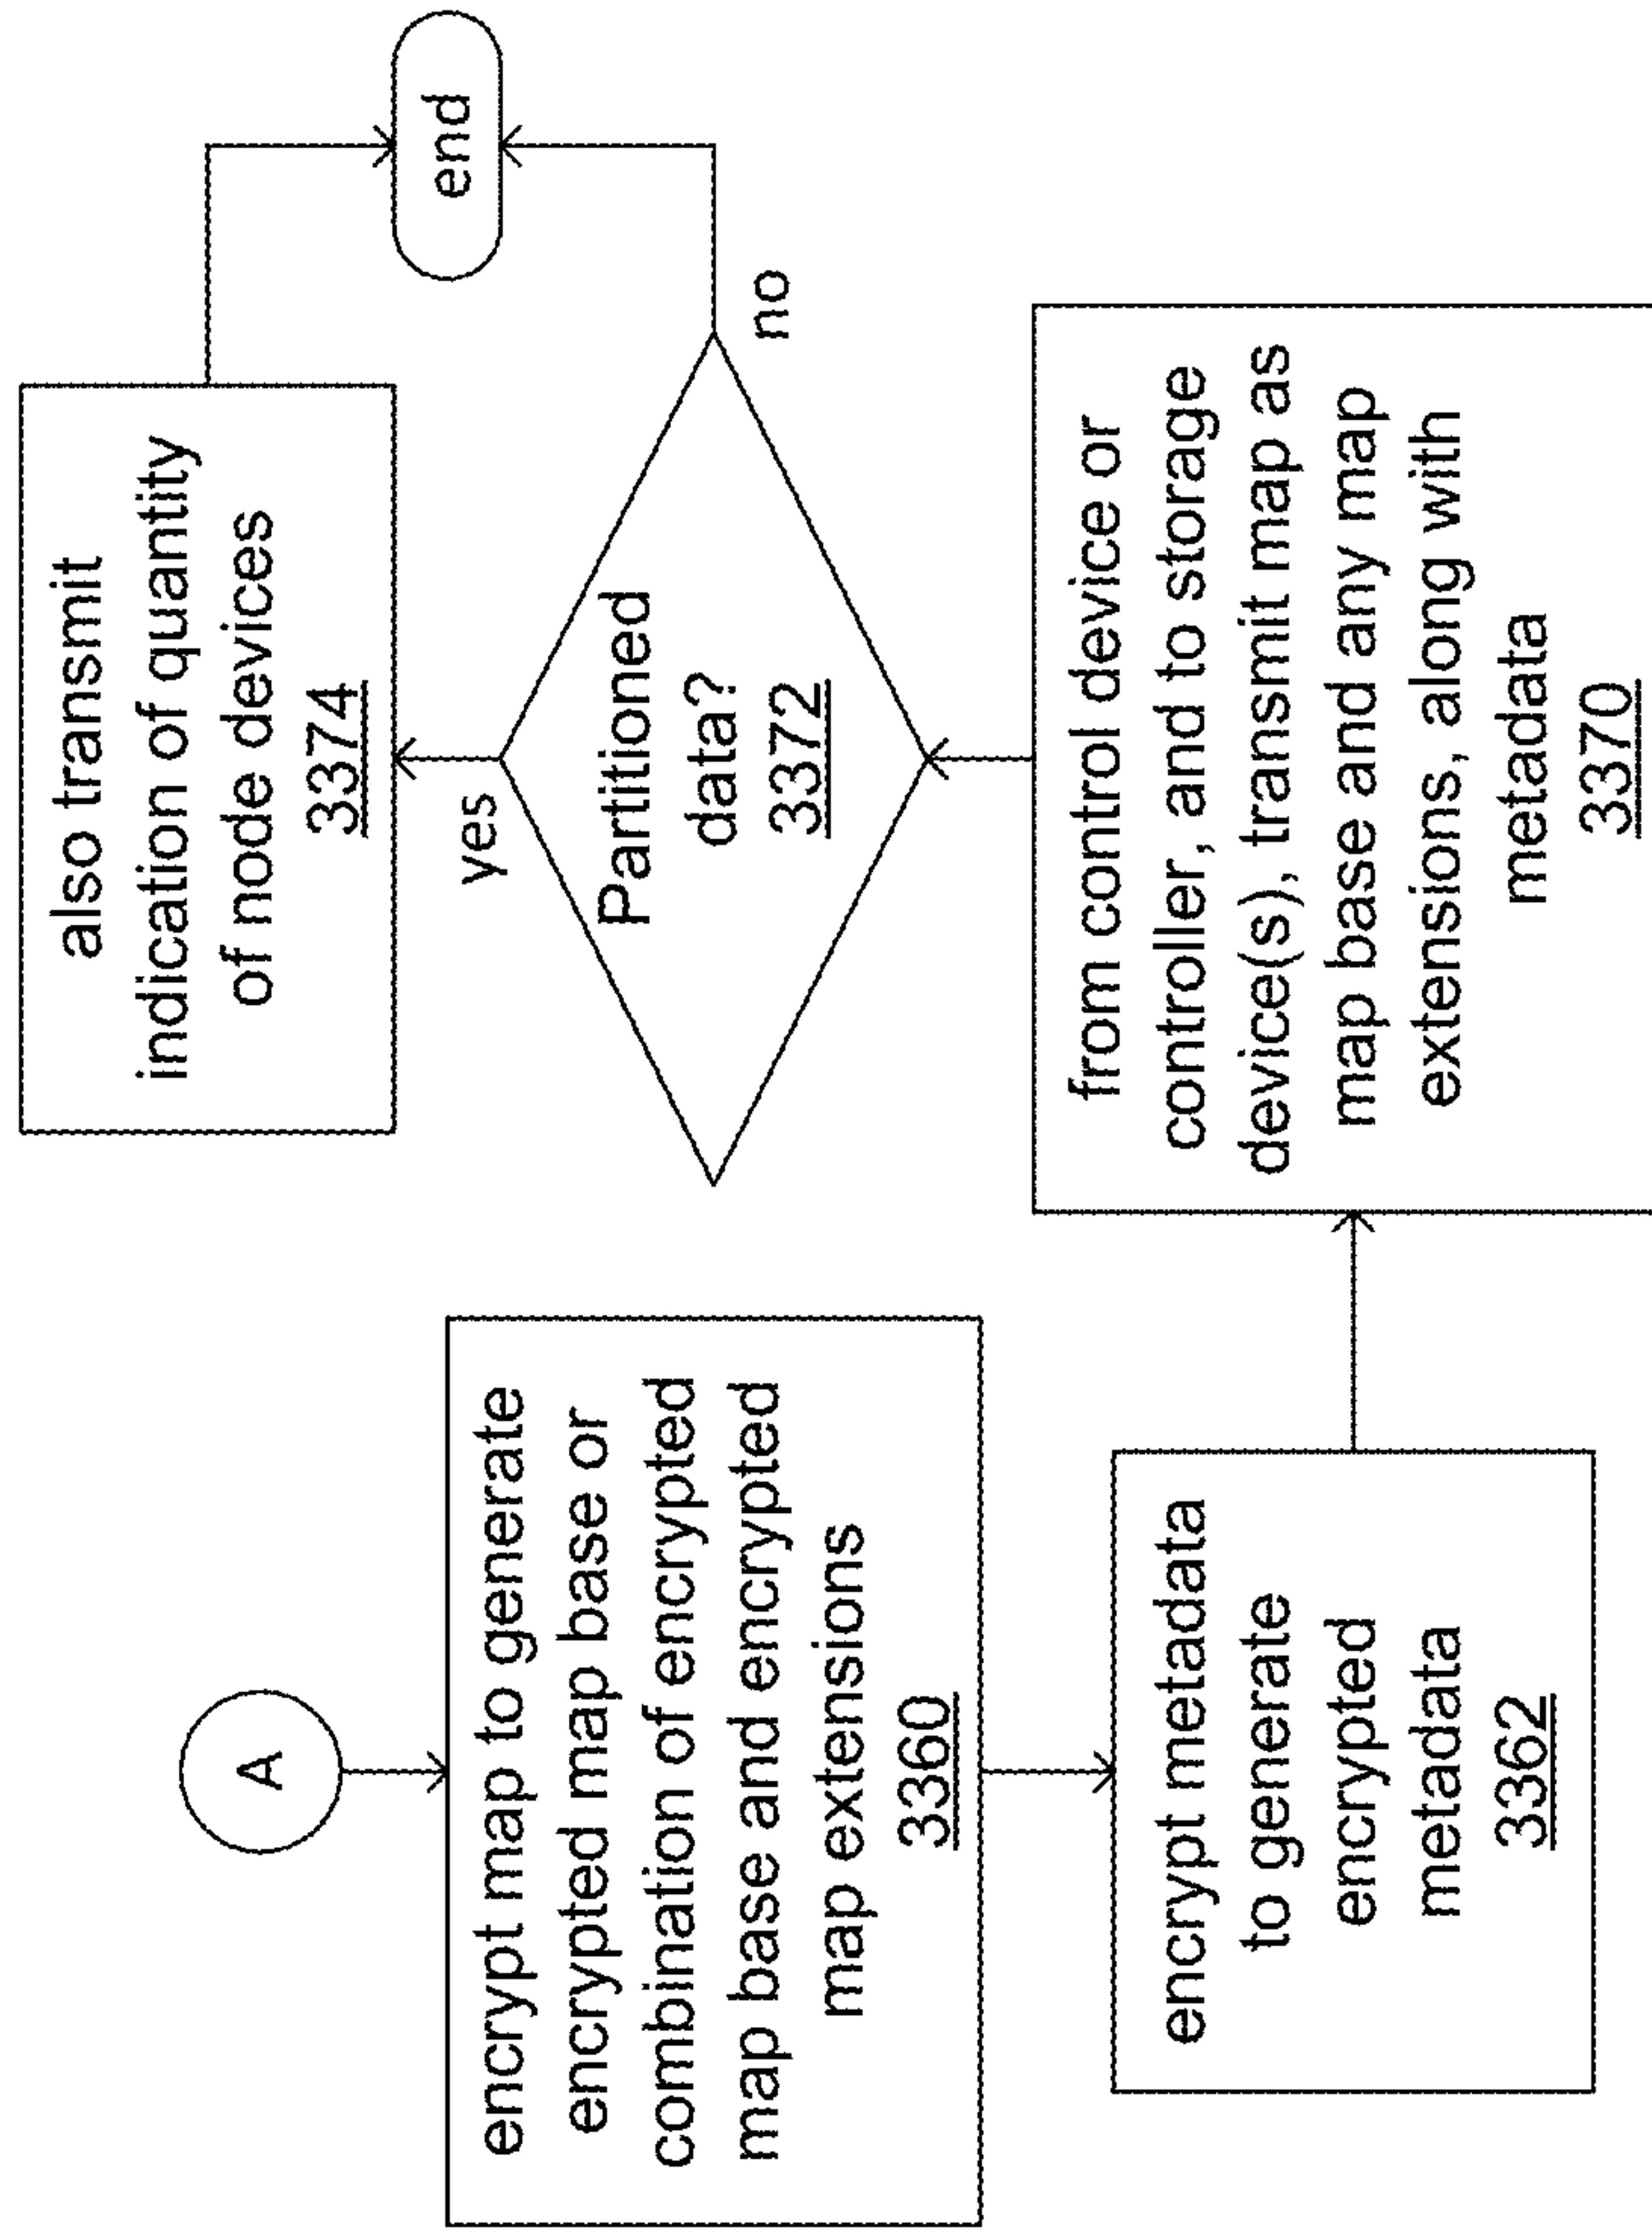 A
encrypt map to generate
encrypted map base or
combination of encrypted
map base and encrypted
map extensions
3360
encrypt metadata
to generate
encrypted
metadata
3362
from control device or
controller, and to storage
device(s), transmit map as
map base and any map
extensions, along with
metadata
3370
Partitioned
data?
3372
yes
no
also transmit
indication of quantity
of node devices
3374
end